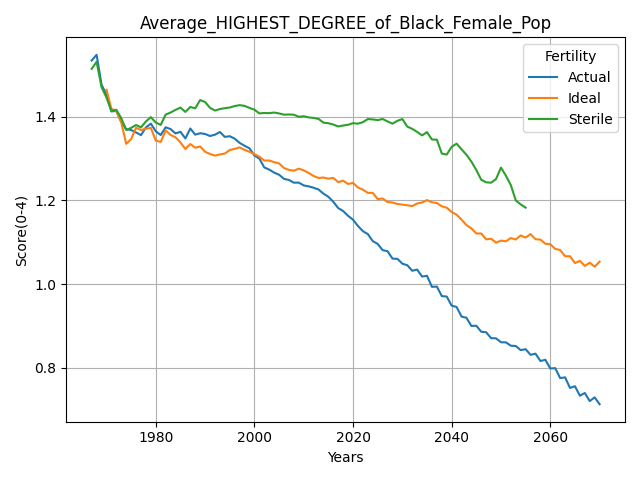 Average_HIGHEST_DEGREE_of_Black_Female_Pop
Fertility
Actual
Ideal
Sterile
Score(0-4)
1.4
1.2
1.0
0.8
1980 2000 2020 2040 2060
Years